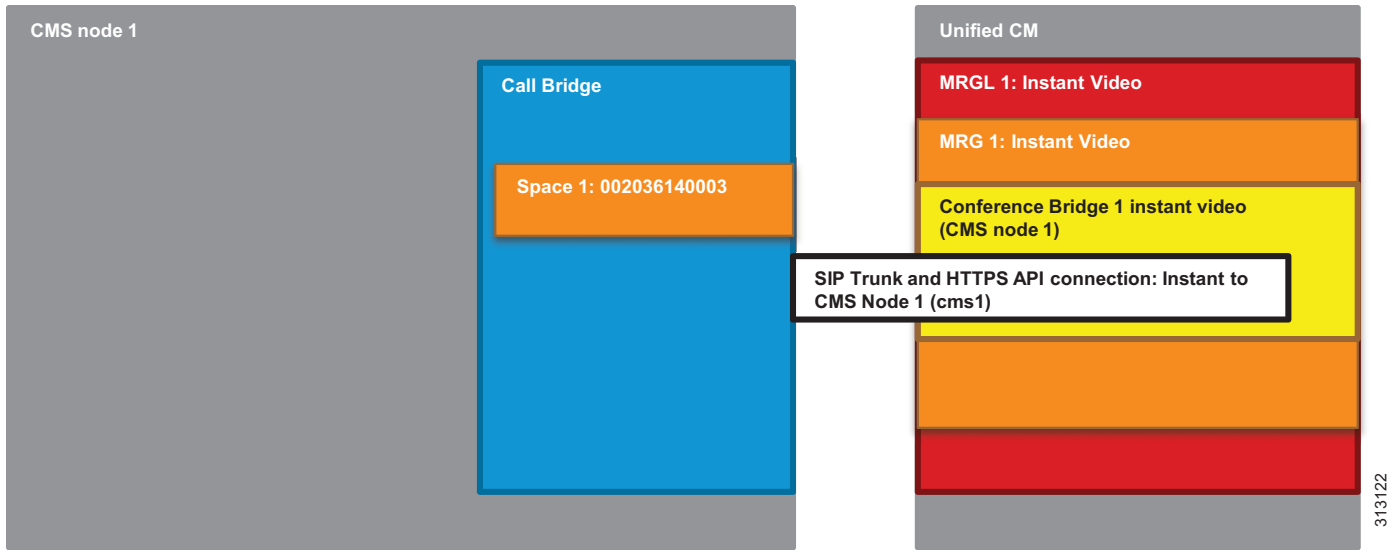 CMS node 1
Call Bridge
Space 1: 002036140003
Unified CM
MRGL 1: Instant Video
MRG 1: Instant Video
Conference Bridge 1 instant video
(CMS node 1)
SIP Trunk and HTTPS API connection: Instant to
CMS Node 1 (cms1)
313122